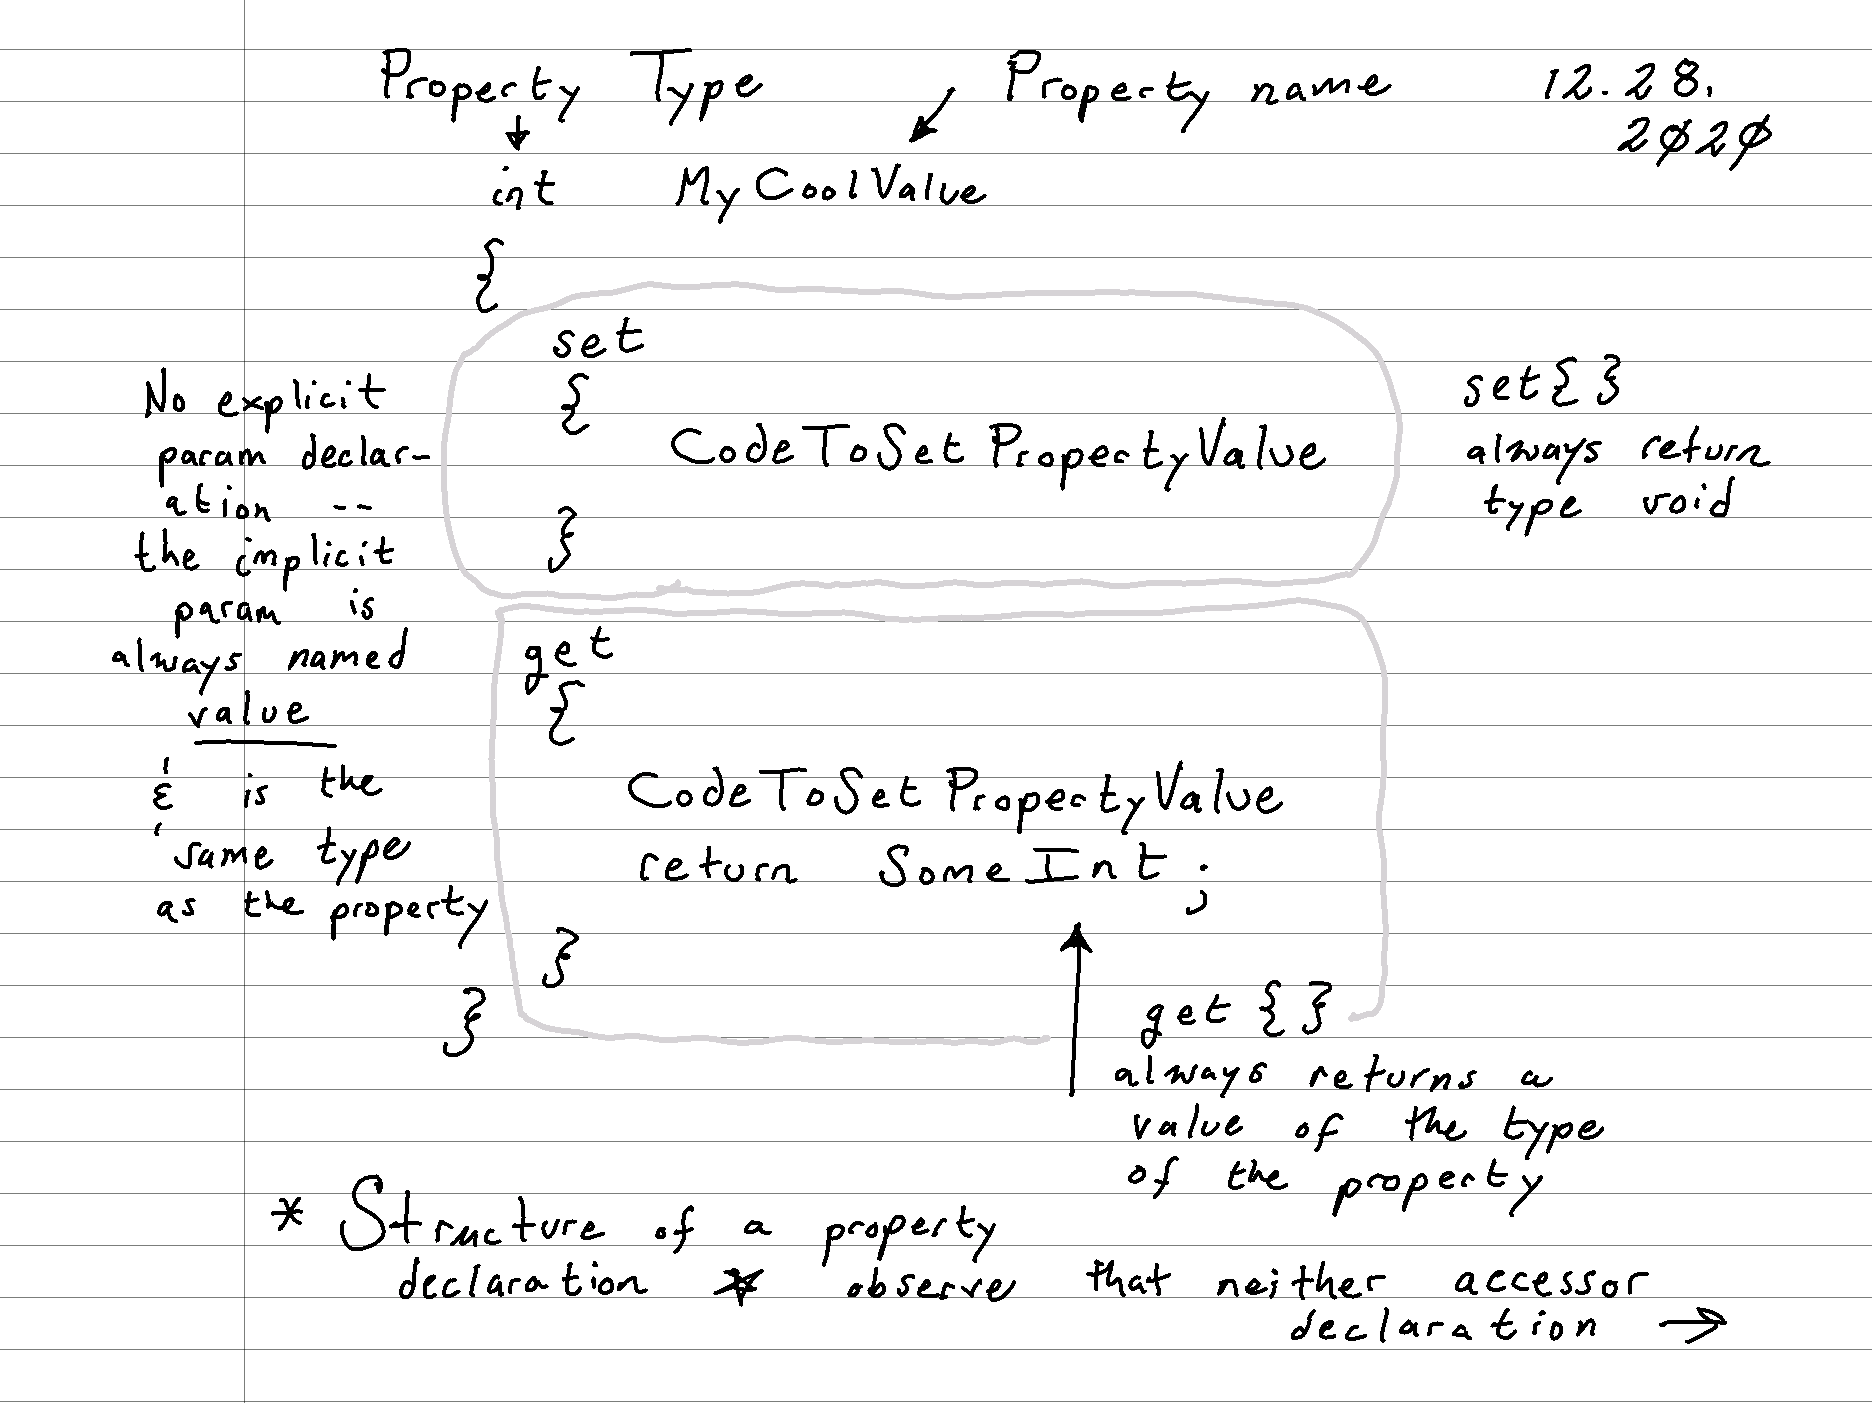 Property Type Property name 12.28.
2020
int MyCoolValue
{
set
{
CodeToSetPropertyValue
}
No explicit
param declar-
ation --
the implicit
param is
always named
value
& is the
same type
as the property
set{ }
always return
type void
get
{
CodeToSetPropertyValue
return SomeInt;
}
}
get { }
always returns a
value of the type
of the property
* Structure of a property
declaration * observe that neither accessor
declaration →